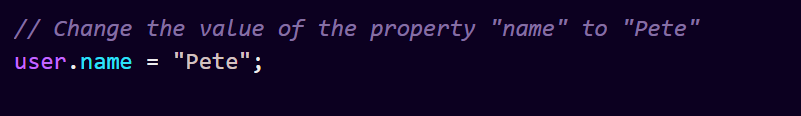 // Change the value of the property "name" to "Pete"
user.name = "Pete";